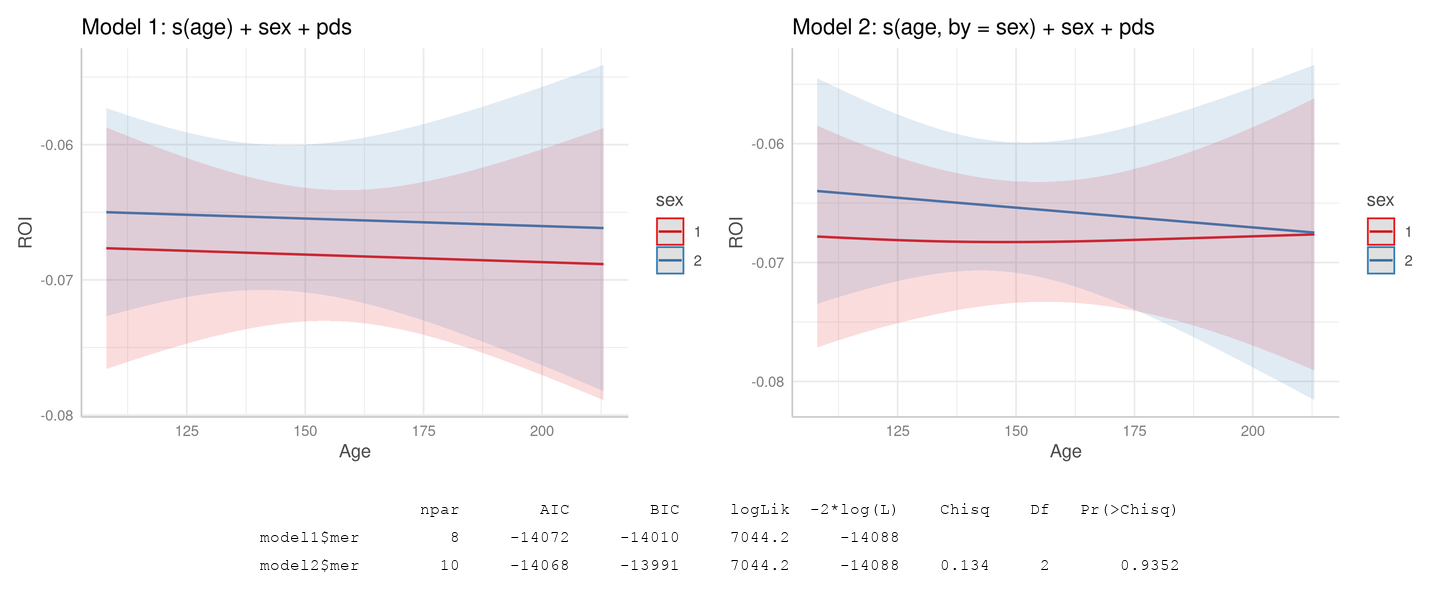 Model 1: s(age) + sex + pds
-0.06
-0.07
-0.08
ROI
125 150 175 200
Age
sex
1
2
Model 2: s(age, by = sex) + sex + pds
-0.06
-0.07
-0.08
ROI
125 150 175 200
Age
sex
1
2
npar AIC BIC logLik -2*log(L) Chisq Df Pr(>Chisq)
model1$mer 8 -14072 -14010 7044.2 -14088
model2$mer 10 -14068 -13991 7044.2 -14088 0.134 2 0.9352